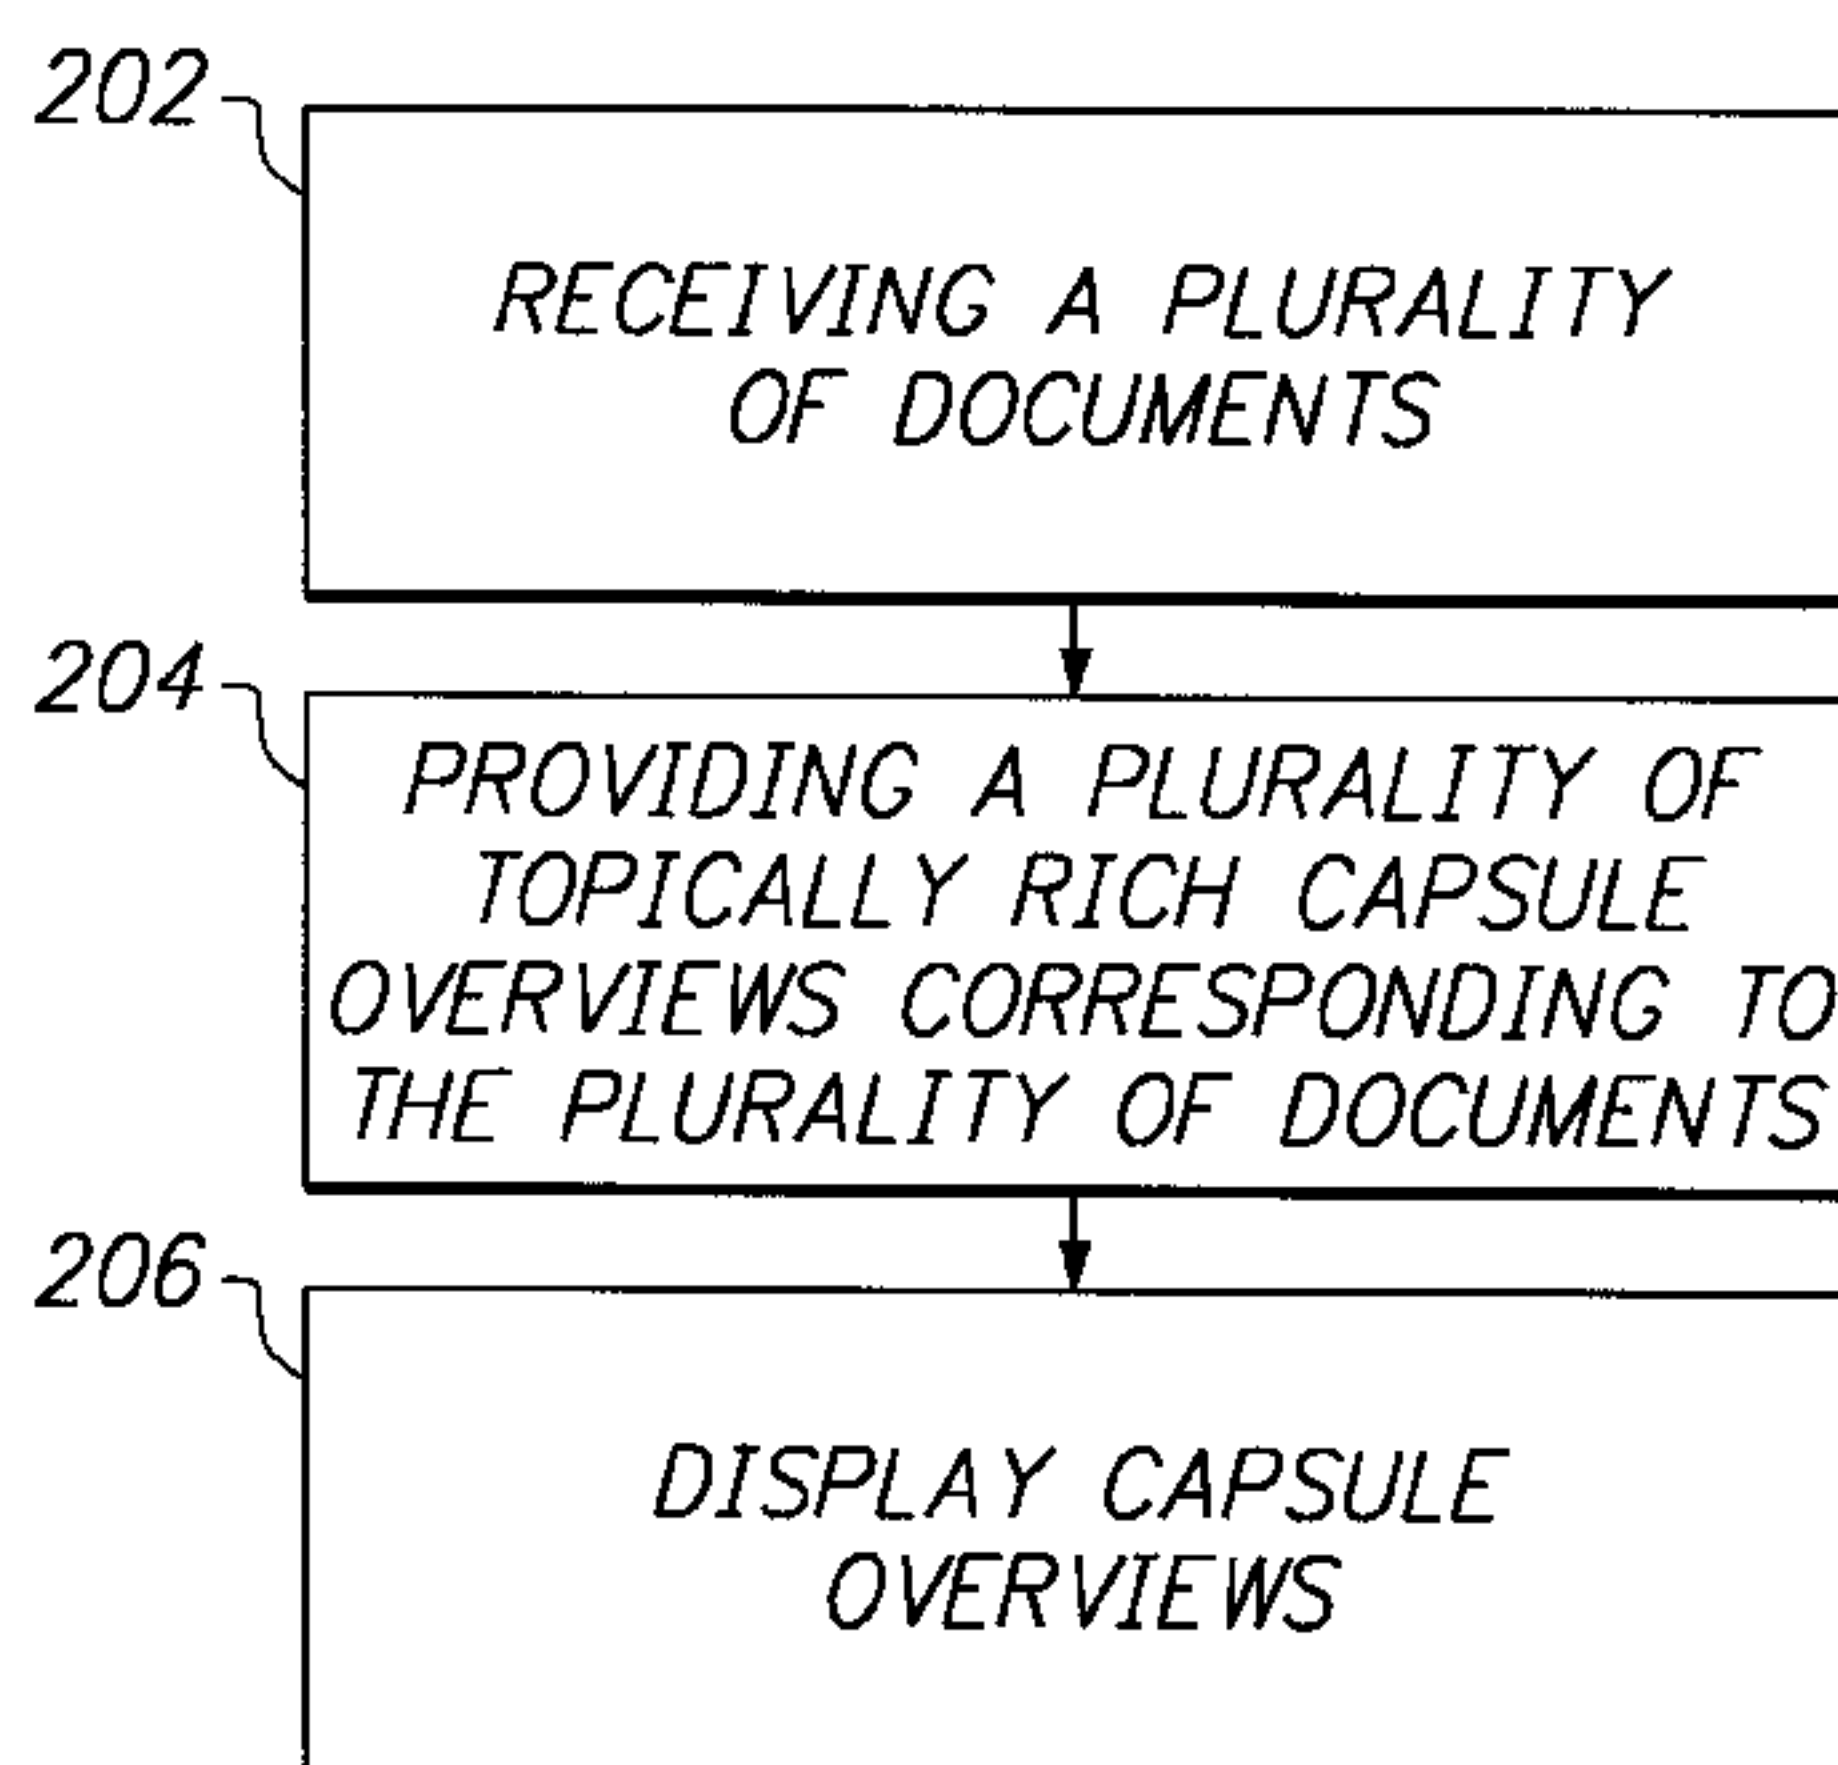 202
RECEIVING A PLURALITY
OF DOCUMENTS
204
PROVIDING A PLURALITY OF
TOPICALLY RICH CAPSULE
OVERVIEWS CORRESPONDING TO
THE PLURALITY OF DOCUMENTS
206
DISPLAY CAPSULE
OVERVIEWS